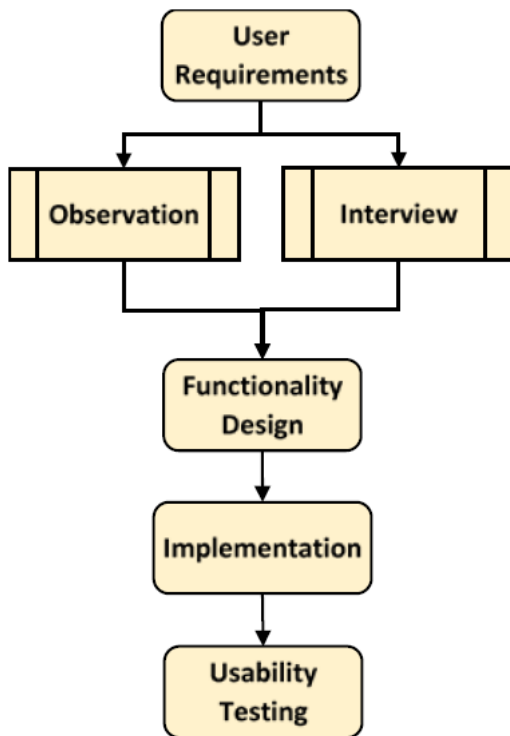 User
Requirements
Observation
Interview
Functionality
Design
Implementation
Usability
Testing